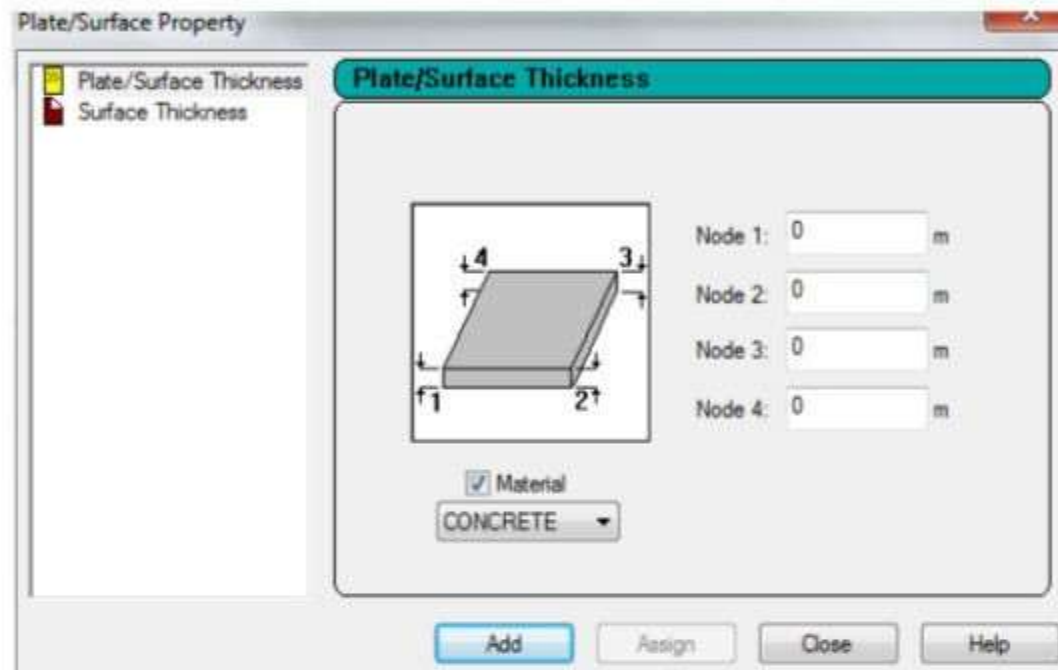 Plate/Surface Property
Plate/Surface Thickness
Surface Thickness
Plate/Surface Thickness
4 3
1 2
Node 1: 0 m
Node 2: 0 m
Node 3: 0 m
Node 4: 0 m
Material
CONCRETE
Add Assign Close Help